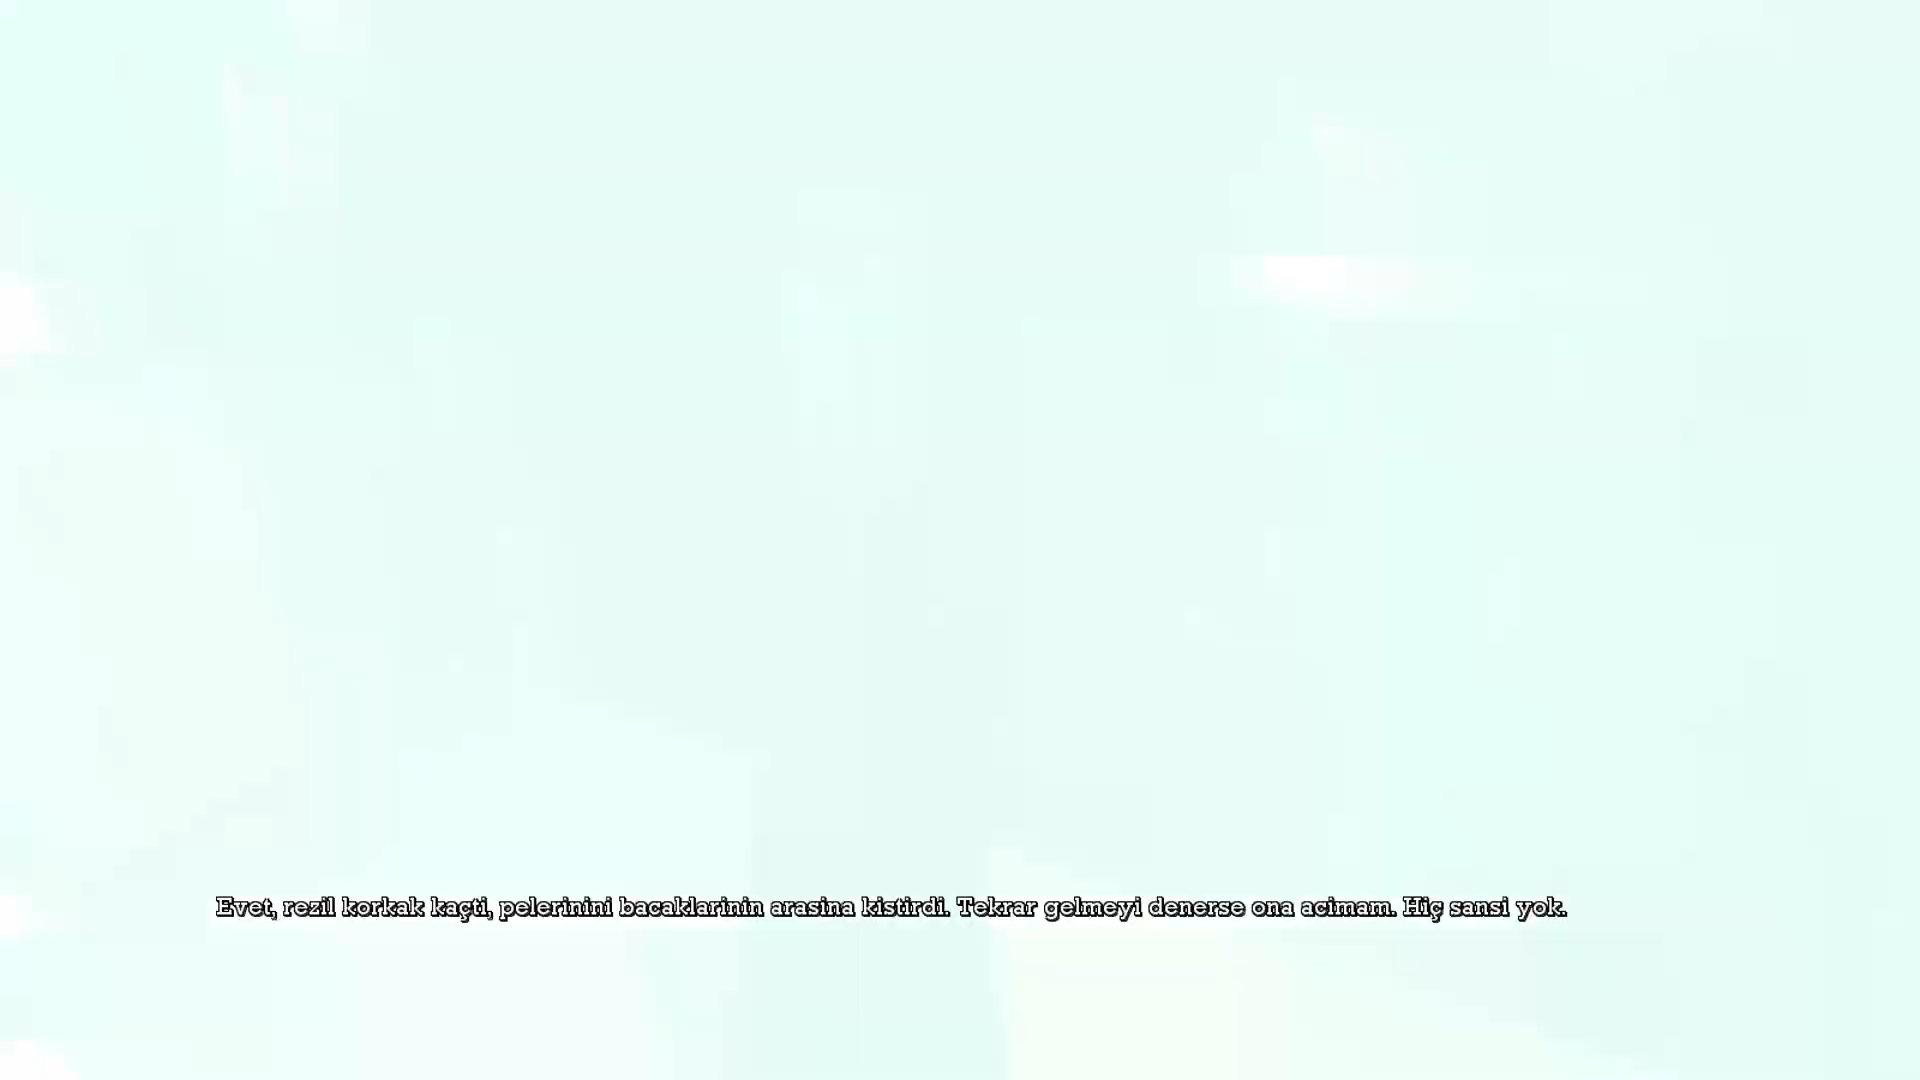 Evet, rezil korkak kaçti, pelerinini bacaklarinin arasina kistirdi. Tekrar gelmeyi denerse ona acimam. Hiç sansi yok.